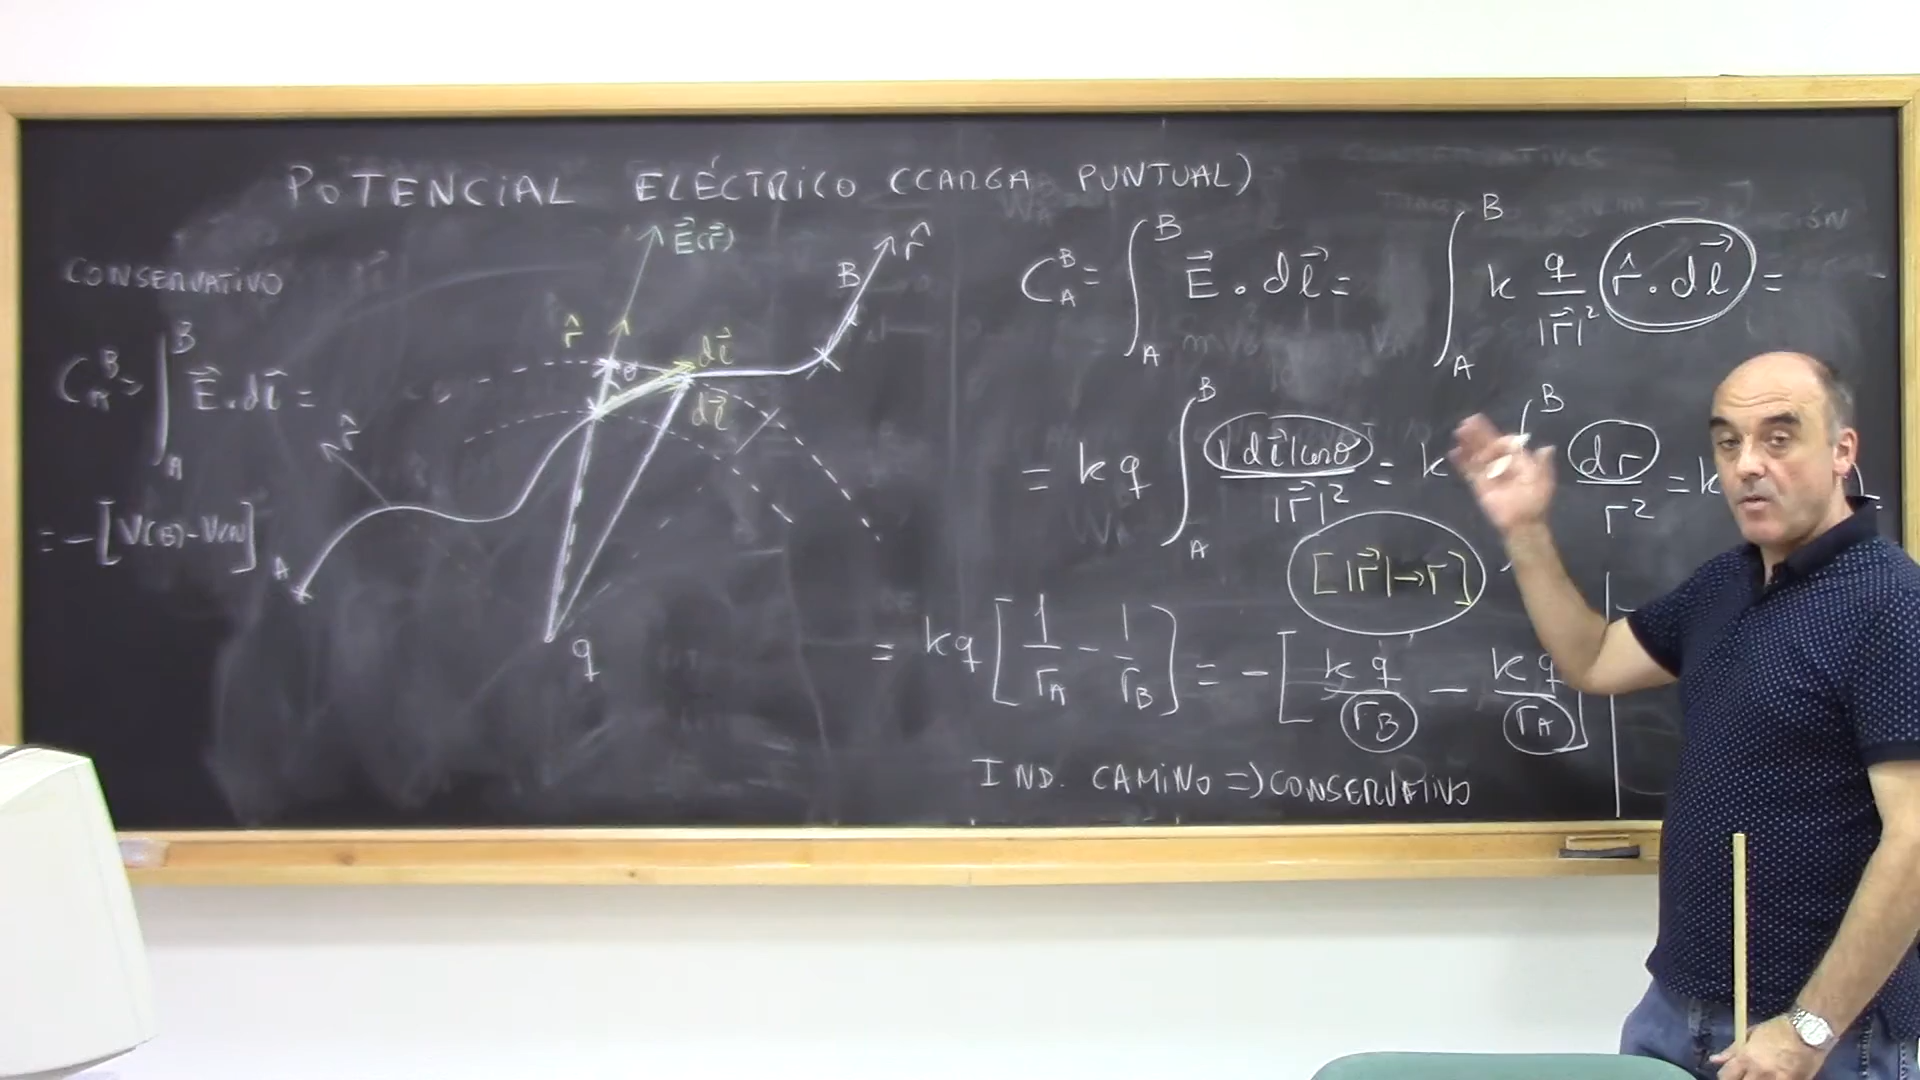 POTENCIAL ELÉCTRICO (CARGA PUNTUAL)
CONSERVATIVO
C_A^B = ∫_A^B E⃗ . dl⃗ =
= -[V(B)-V(A)]
r̂
A
q
r̂
E⃗(r⃗)
θ
dl⃗
dl⃗
B
r̂
C_A^B = ∫_A^B E⃗ • dl⃗ = ∫_A^B k q/|r⃗|² r̂ • dl⃗ =
= kq ∫_A^B |dl⃗|cosθ/|r⃗|² = k ∫^B dr/r² = k
[|r⃗| → r]
= kq [1/r_A - 1/r_B] = -[kq/r_B - kq/r_A]
IND. CAMINO => CONSERVATIVO